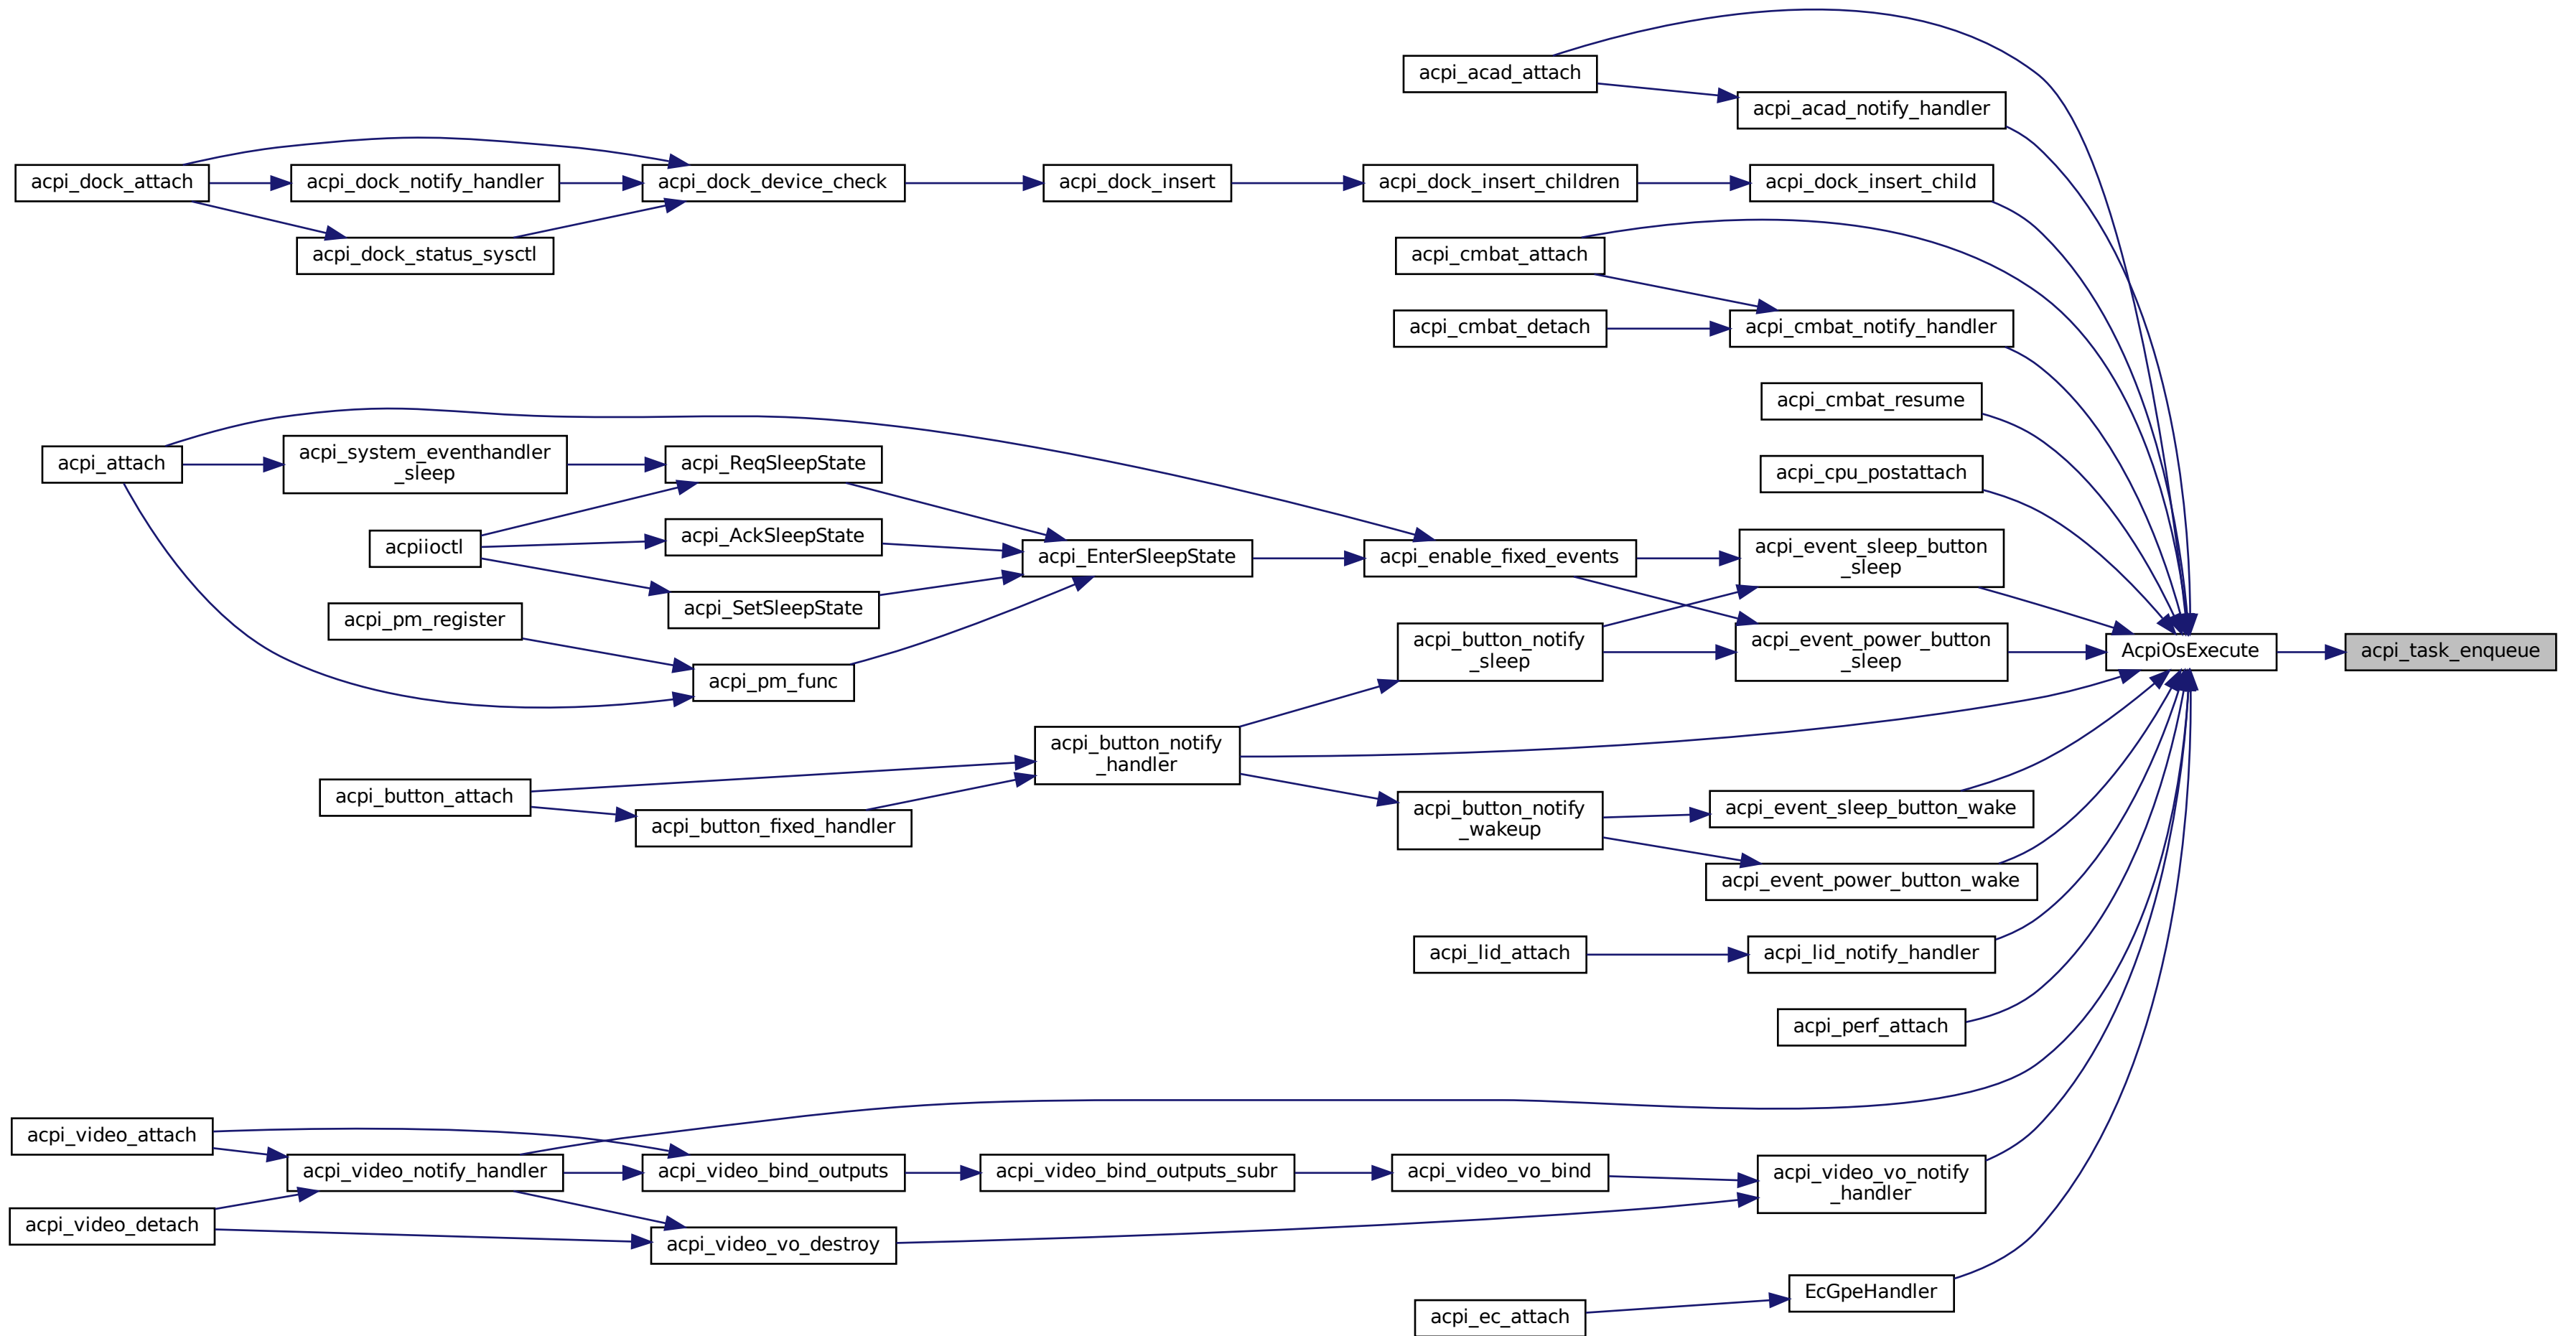 acpi_acad_attach
acpi_acad_notify_handler
acpi_dock_attach
acpi_dock_notify_handler
acpi_dock_device_check
acpi_dock_insert
acpi_dock_insert_children
acpi_dock_insert_child
acpi_dock_status_sysctl
acpi_cmbat_attach
acpi_cmbat_detach
acpi_cmbat_notify_handler
acpi_cmbat_resume
acpi_cpu_postattach
acpi_attach
acpi_system_eventhandler
_sleep
acpi_ReqSleepState
acpiioctl
acpi_AckSleepState
acpi_EnterSleepState
acpi_enable_fixed_events
acpi_event_sleep_button
_sleep
acpi_SetSleepState
acpi_pm_register
acpi_pm_func
acpi_button_notify
_sleep
acpi_event_power_button
_sleep
AcpiOsExecute
acpi_task_enqueue
acpi_button_notify
_handler
acpi_button_attach
acpi_button_fixed_handler
acpi_button_notify
_wakeup
acpi_event_sleep_button_wake
acpi_event_power_button_wake
acpi_lid_attach
acpi_lid_notify_handler
acpi_perf_attach
acpi_video_attach
acpi_video_notify_handler
acpi_video_bind_outputs
acpi_video_bind_outputs_subr
acpi_video_vo_bind
acpi_video_vo_notify
_handler
acpi_video_detach
acpi_video_vo_destroy
EcGpeHandler
acpi_ec_attach